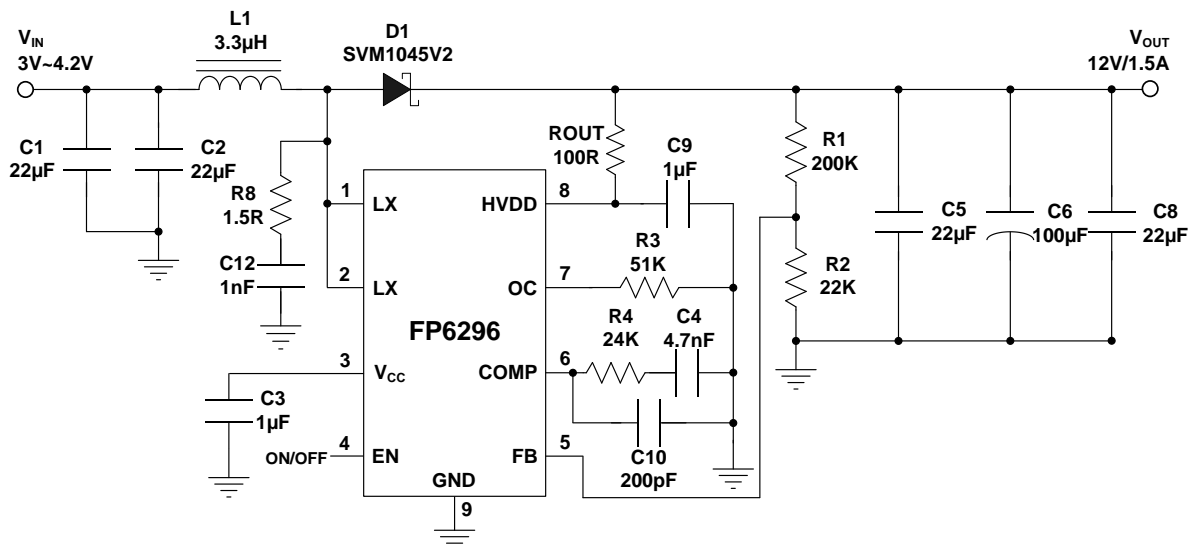 V_IN
3V~4.2V
L1
3.3µH
D1
SVM1045V2
V_OUT
12V/1.5A
C1
22µF
C2
22µF
R8
1.5R
C12
1nF
ROUT
100R
C9
1µF
R1
200K
R2
22K
C5
22µF
C6
100µF
C8
22µF
1
LX
2
LX
3
V_CC
4
EN
ON/OFF
C3
1µF
FP6296
HVDD
8
OC
7
R3
51K
COMP
6
R4
24K
C4
4.7nF
C10
200pF
FB
5
GND
9